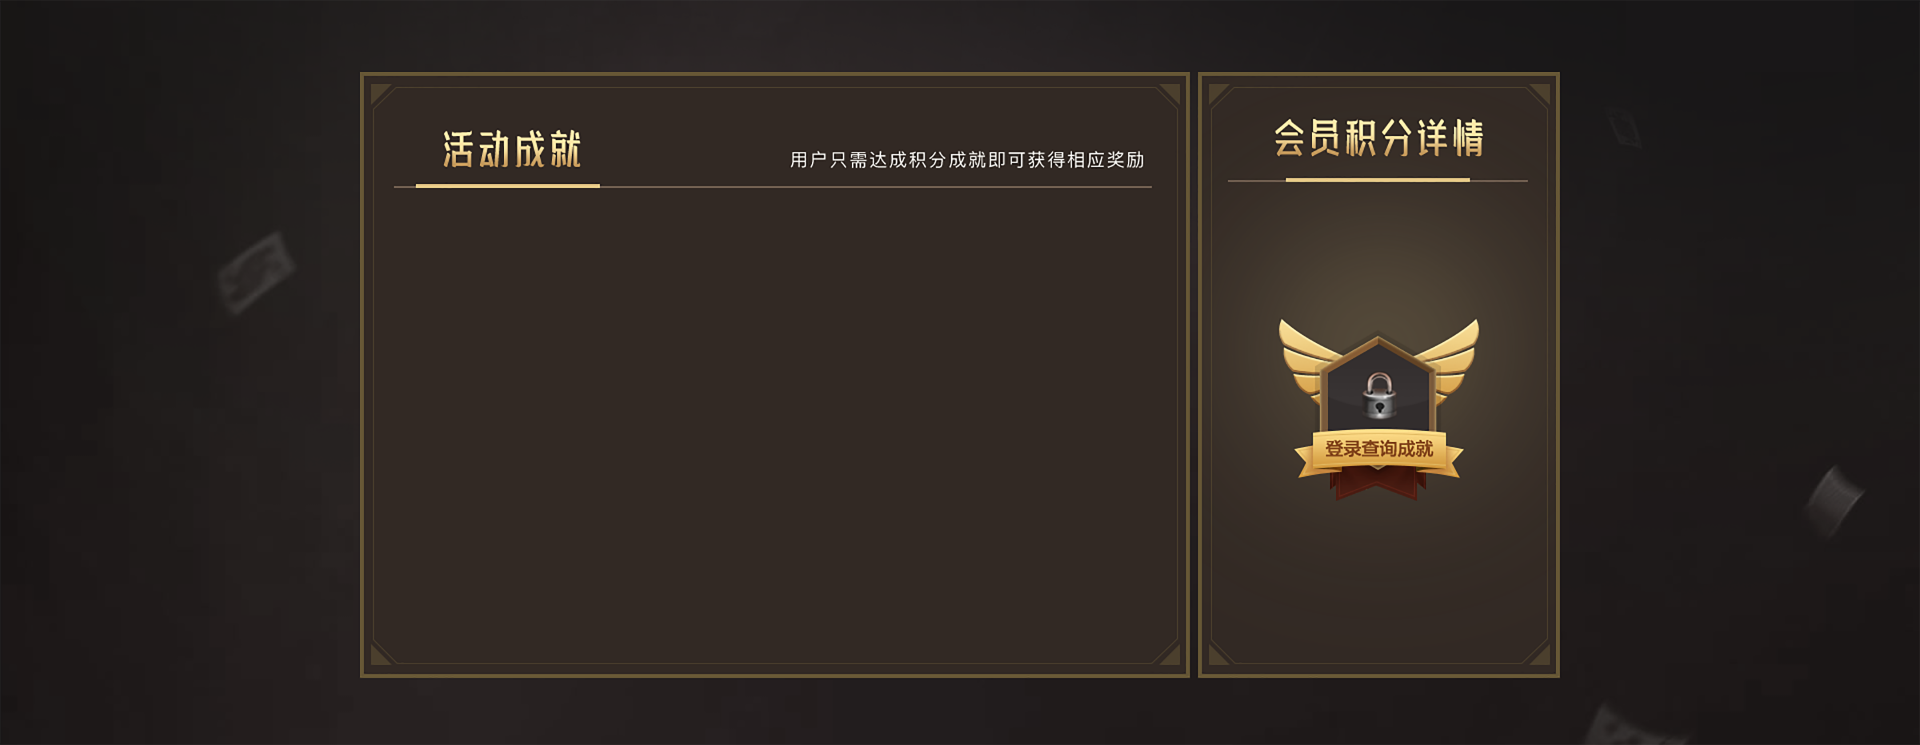 活动成就
用户只需达成积分成就即可获得相应奖励
会员积分详情
登录查询成就